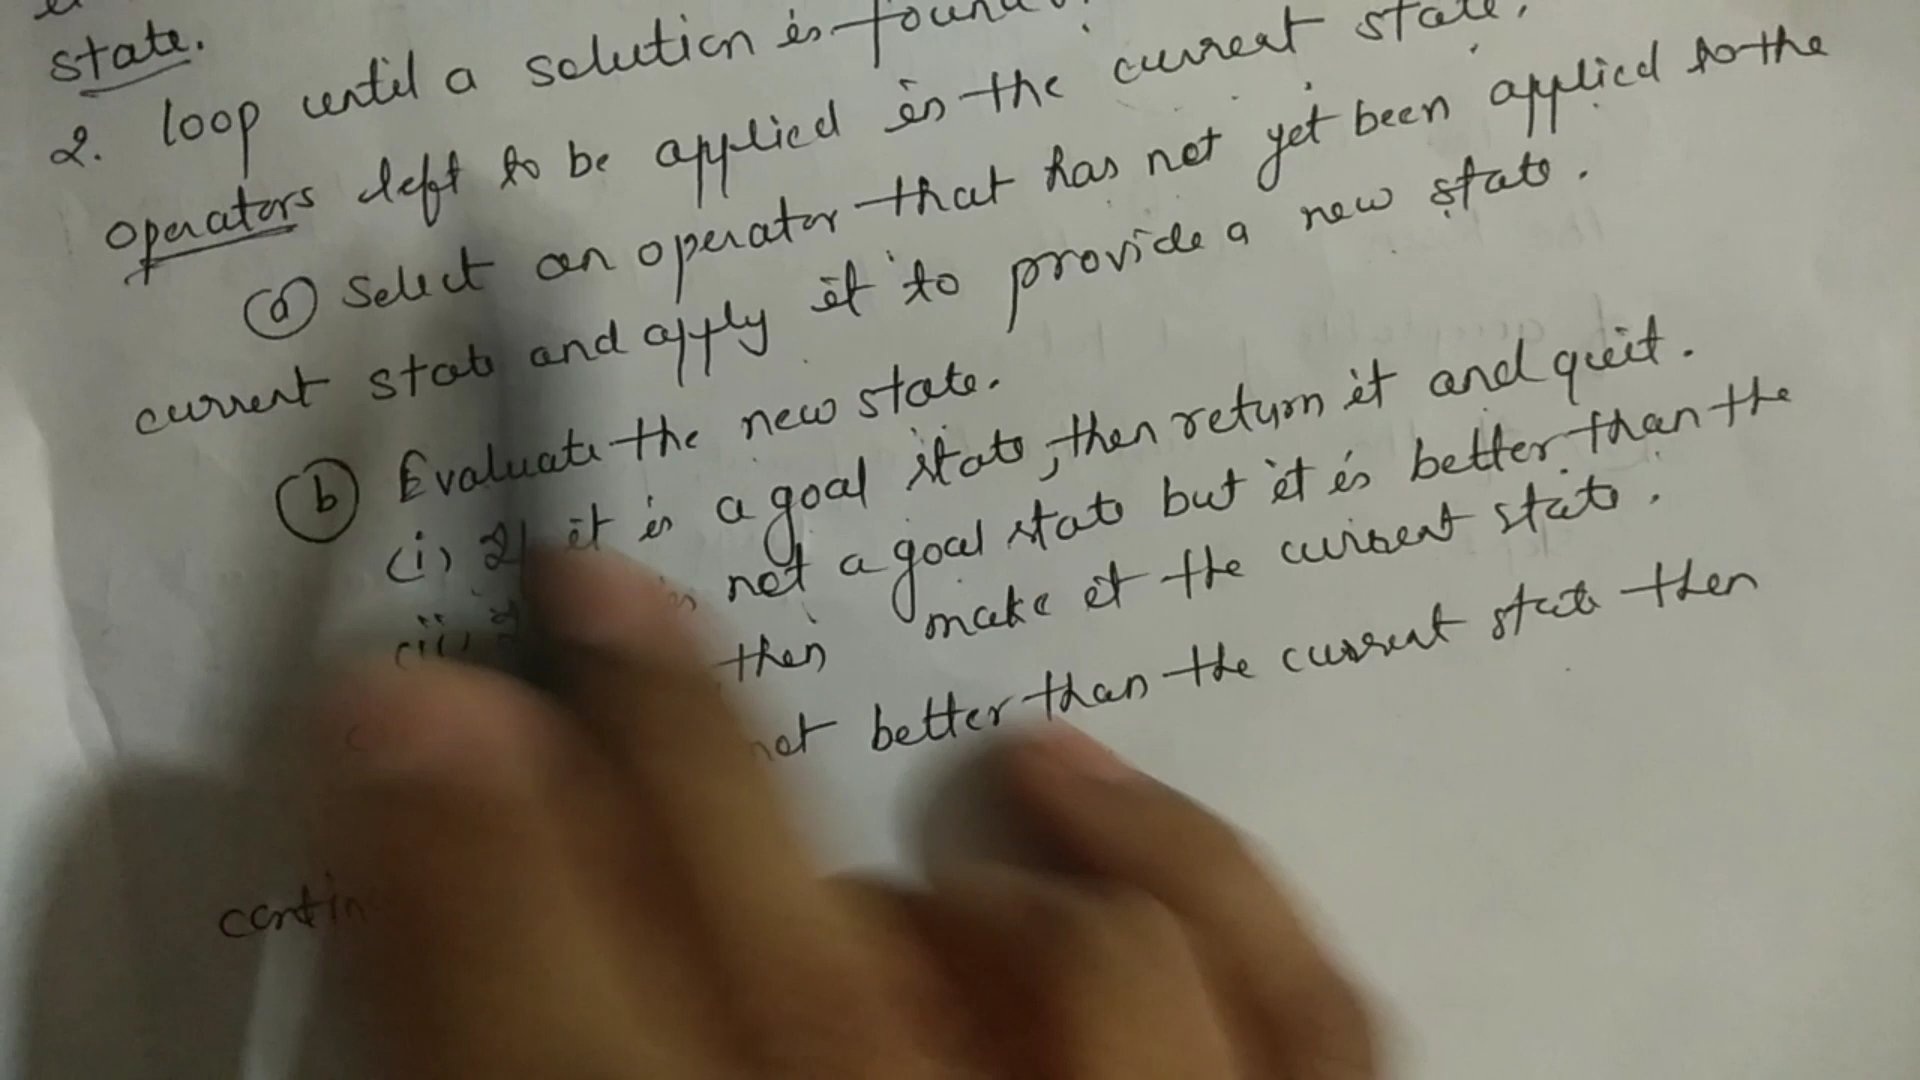 state.
2. loop until a solution is found
operators left to be applied in the current state.
(a) Select an operator that has not yet been applied to the
current state and apply it to provide a new state.
(b) Evaluate the new state.
(i) If it is a goal state, then return it and quit.
(ii) not a goal state but it is better than the
then make it the current state.
not better than the current state then